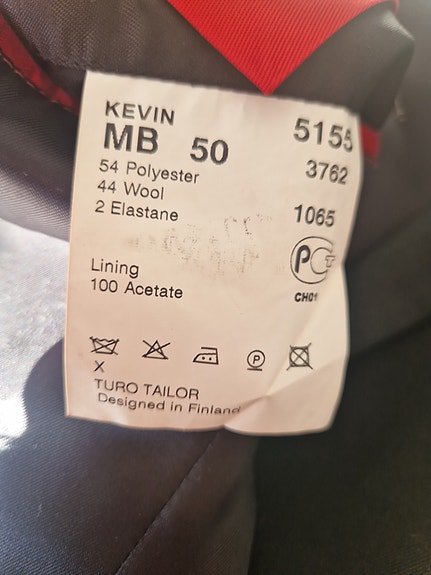 KEVIN
MB 50
54 Polyester
44 Wool
2 Elastane
5155
3762
1065
Lining
100 Acetate
PCT
CH01
P
X
TURO TAILOR
Designed in Finland